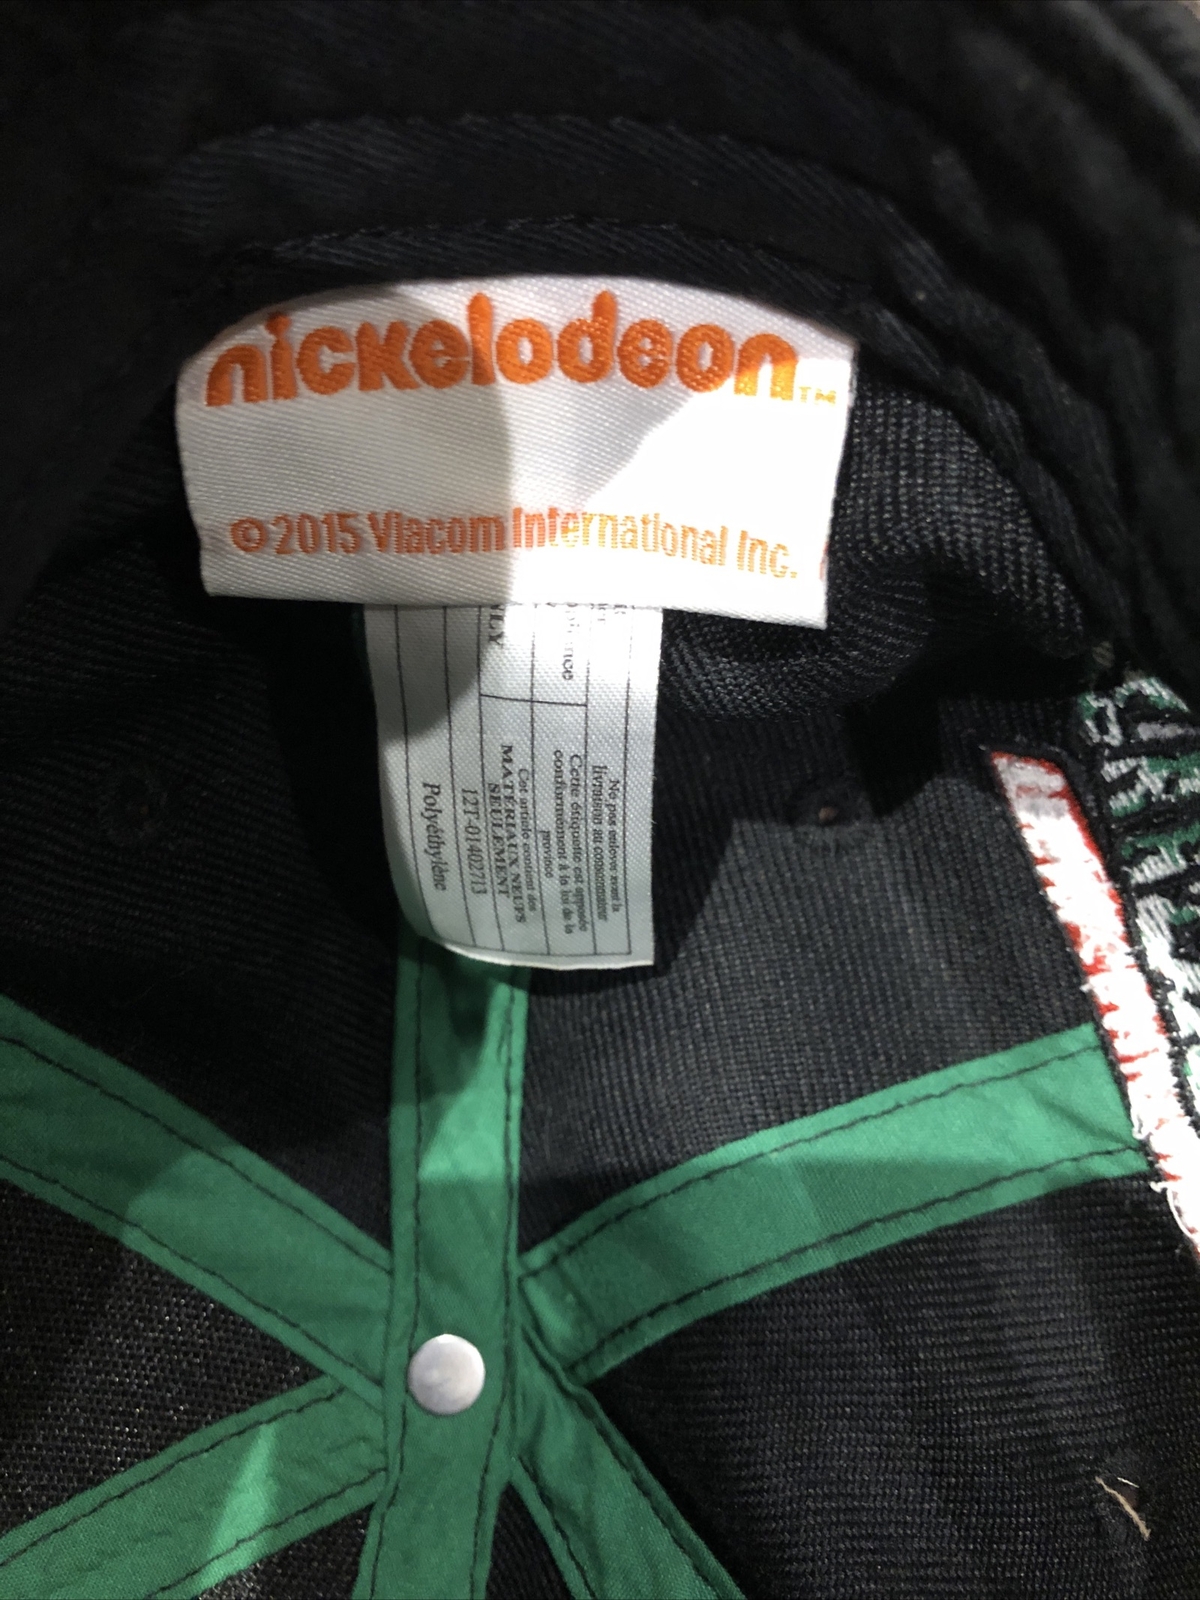 nickelodeon™
©2015 Viacom International Inc.
NLY
Ne pas enlever avant la
livraison au consommateur
Cette étiquette est apposée
conformément à la loi de la
province
Cet article contient des
MATÉRIAUX NEUFS
SEULEMENT
12T-01402713
Polyéthylène